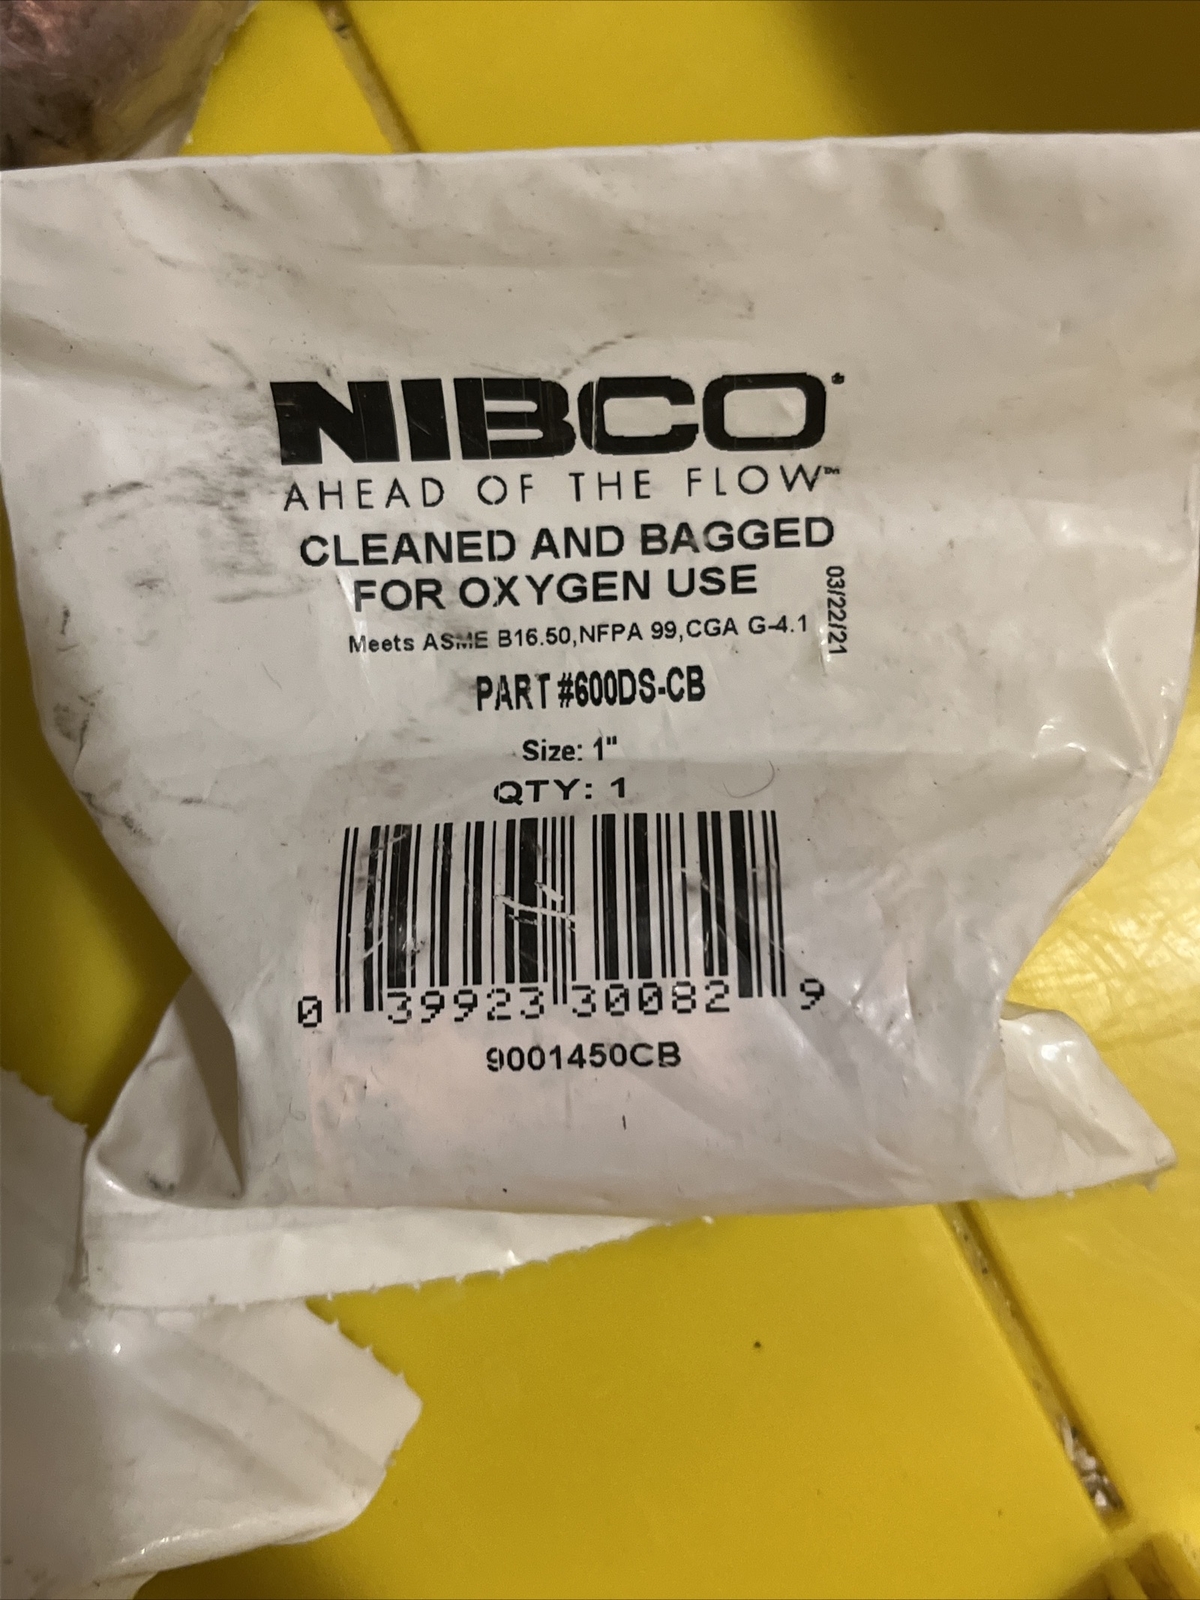 NIBCO®
AHEAD OF THE FLOW™
CLEANED AND BAGGED
FOR OXYGEN USE
Meets ASME B16.50,NFPA 99,CGA G-4.1
03/22/21
PART #600DS-CB
Size: 1"
QTY: 1
0 39923 30082 9
9001450CB